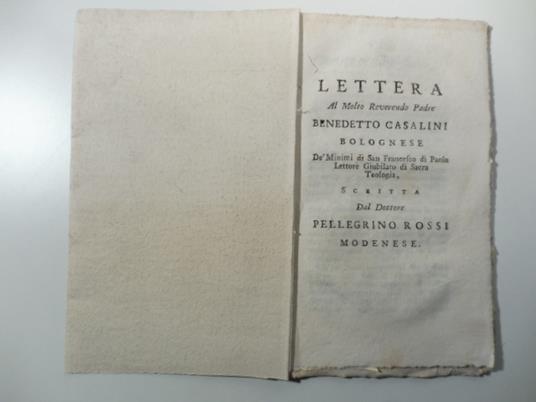 LETTERA
Al Molto Reverendo Padre
BENEDETTO CASALINI
BOLOGNESE
De' Minimi di San Francesco di Paola
Lettore Giubilato di Sacra
Teologia,
SCRITTA
Dal Dottore
PELLEGRINO ROSSI
MODENESE.